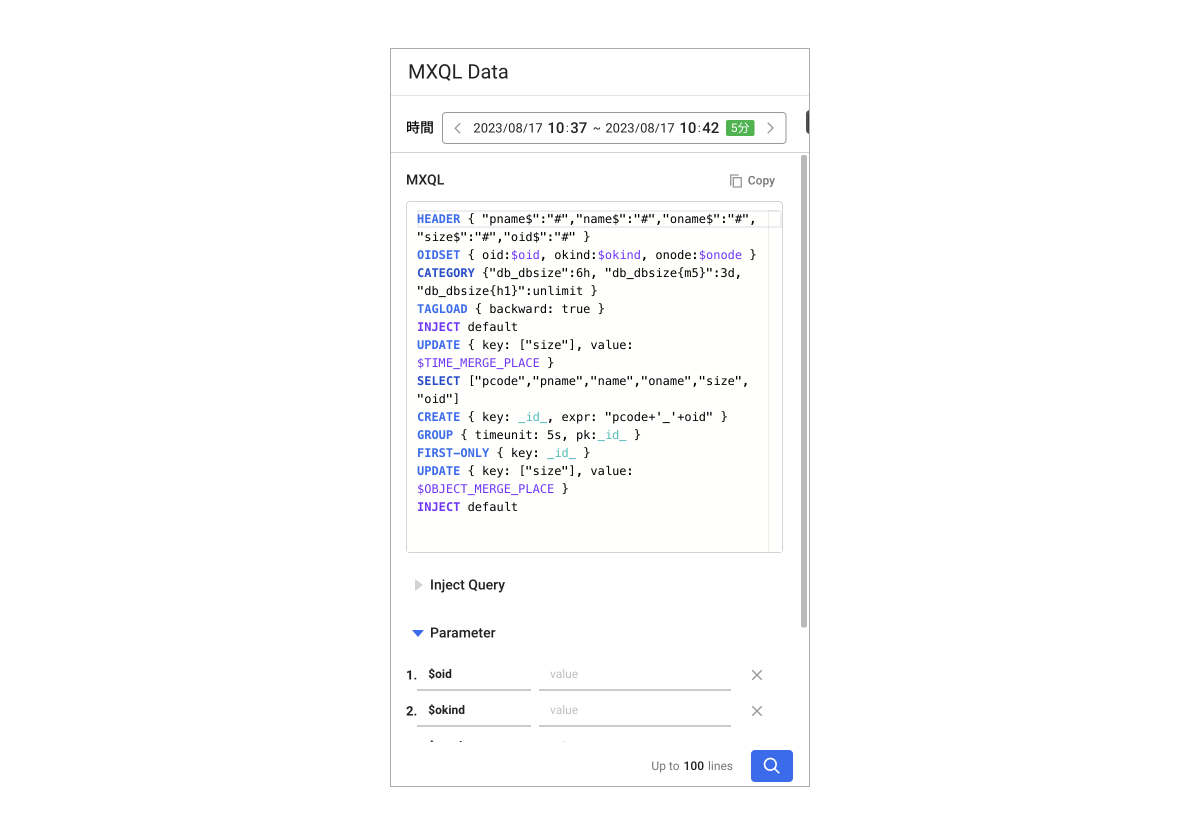 MXQL Data
時間 2023/08/17 10:37 ~ 2023/08/17 10:42 5分
MXQL Copy
HEADER { "pname$":"#","name$":"#","oname$":"#",
"size$":"#","oid$":"#" }
OIDSET { oid:$oid, okind:$okind, onode:$onode }
CATEGORY {"db_dbsize":6h, "db_dbsize{m5}":3d,
"db_dbsize{h1}":unlimit }
TAGLOAD { backward: true }
INJECT default
UPDATE { key: ["size"], value:
$TIME_MERGE_PLACE }
SELECT ["pcode","pname","name","oname","size",
"oid"]
CREATE { key: _id_, expr: "pcode+'_'+oid" }
GROUP { timeunit: 5s, pk:_id_ }
FIRST-ONLY { key: _id_ }
UPDATE { key: ["size"], value:
$OBJECT_MERGE_PLACE }
INJECT default
Inject Query
Parameter
1. $oid value
2. $okind value
Up to 100 lines